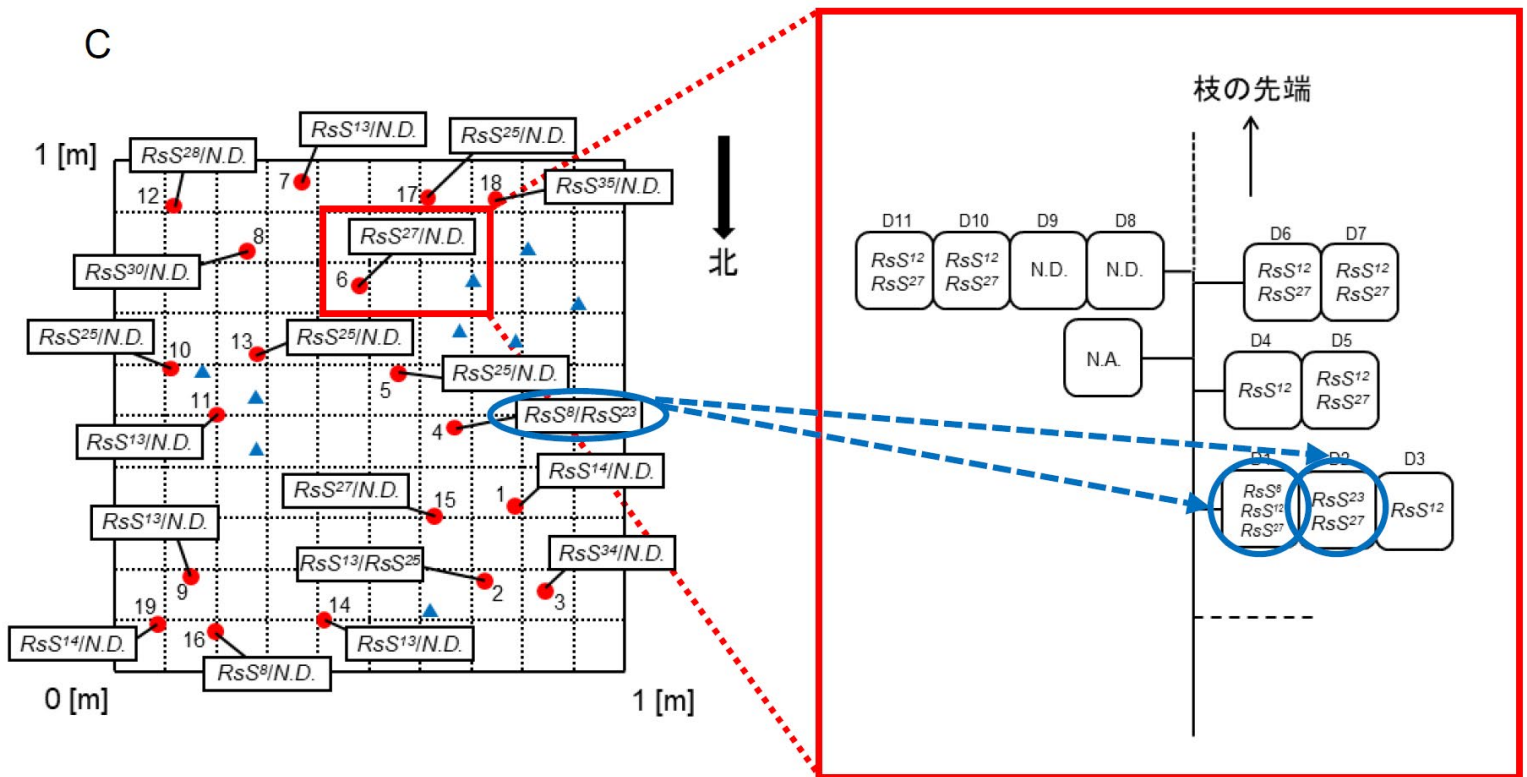 C
1 [m]
RsS¹³/N.D.
RsS²⁵/N.D.
RsS²⁸/N.D.
7
17
18
RsS³⁵/N.D.
12
8
RsS²⁷/N.D.
RsS³⁰/N.D.
6
北
RsS²⁵/N.D.
13
RsS²⁵/N.D.
10
RsS²⁵/N.D.
5
11
RsS⁸/RsS²³
4
RsS¹³/N.D.
RsS¹⁴/N.D.
RsS²⁷/N.D.
15
1
RsS¹³/N.D.
RsS¹³/RsS²⁵
RsS³⁴/N.D.
9
2
3
19
14
RsS¹⁴/N.D.
16
RsS¹³/N.D.
RsS⁸/N.D.
0 [m]
1 [m]
枝の先端
D11
D10
D9
D8
RsS¹²
RsS²⁷
RsS¹²
RsS²⁷
N.D.
N.D.
D6
D7
RsS¹²
RsS²⁷
RsS¹²
RsS²⁷
N.A.
D4
D5
RsS¹²
RsS¹²
RsS²⁷
D1
D2
D3
RsS⁸
RsS¹²
RsS²⁷
RsS²³
RsS²⁷
RsS¹²